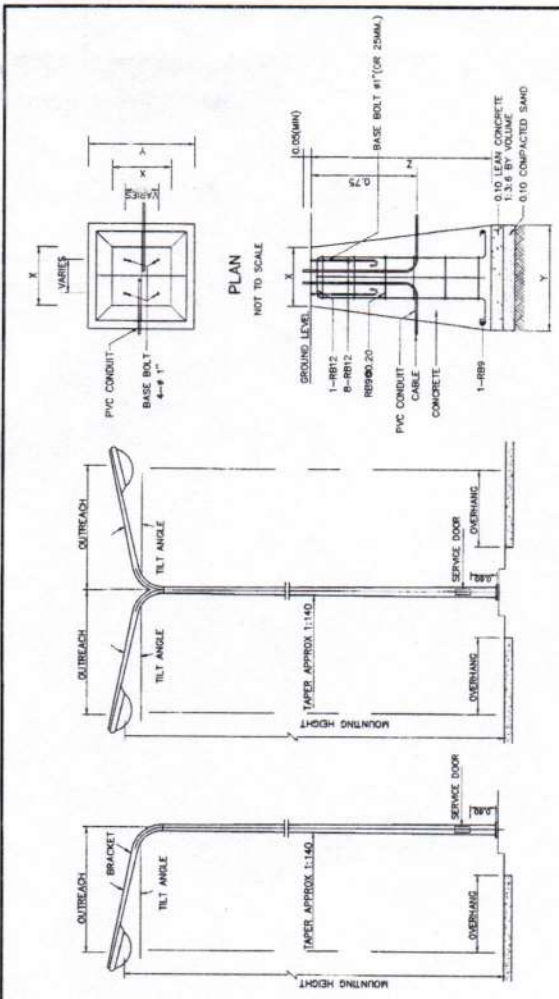 OUTREACH
BRACKET
TILT ANGLE
TAPER APPROX 1:140
MOUNTING HEIGHT
SERVICE DOOR
OVERHANG
OUTREACH
OUTREACH
TILT ANGLE
TILT ANGLE
TAPER APPROX 1:140
MOUNTING HEIGHT
SERVICE DOOR
OVERHANG
OVERHANG
X
VARIES
PVC CONDUIT
BASE BOLT
4-ø 1"
VARIES
X
Y
PLAN
NOT TO SCALE
GROUND LEVEL
X
0.05(MIN)
1-RB12
8-RB12
RB9@0.20
PVC CONDUIT
CABLE
CONCRETE
1-RB9
0.75
Z
BASE BOLT ø1"(OR 25MM.)
0.10 LEAN CONCRETE
1:3:6 BY VOLUME
0.10 COMPACTED SAND
Y